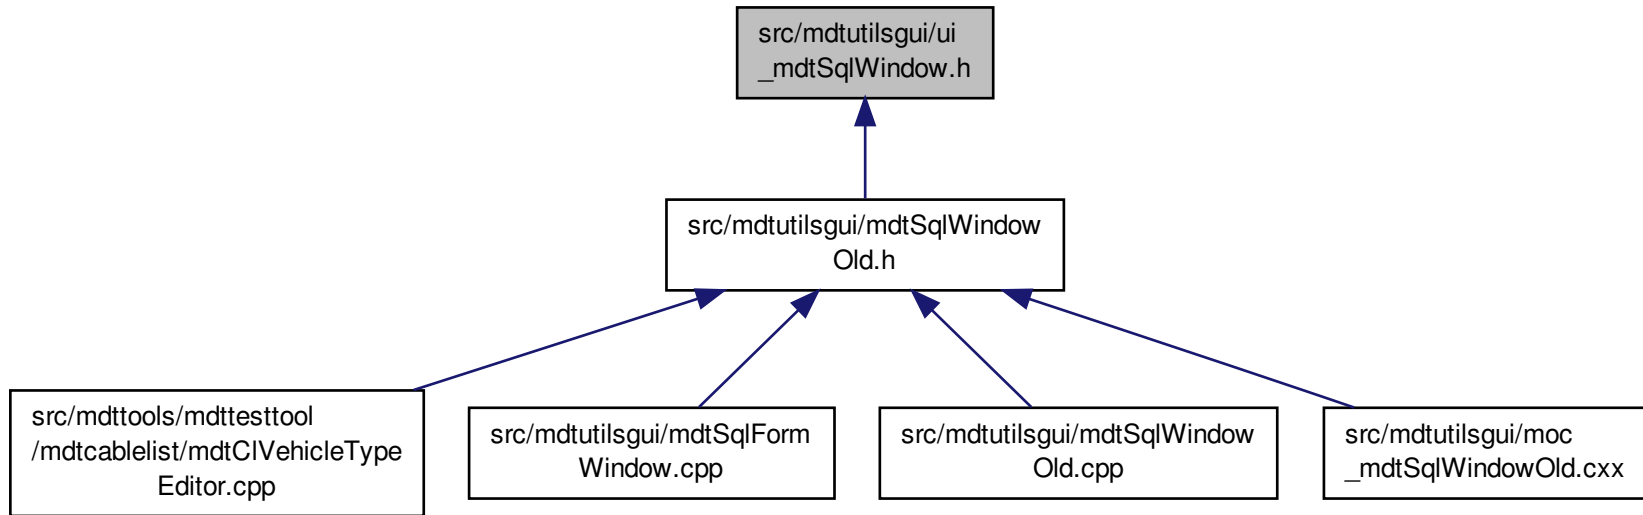 src/mdtutilsgui/ui
_mdtSqlWindow.h
src/mdtutilsgui/mdtSqlWindow
Old.h
src/mdttools/mdttesttool
/mdtcablelist/mdtClVehicleType
Editor.cpp
src/mdtutilsgui/mdtSqlForm
Window.cpp
src/mdtutilsgui/mdtSqlWindow
Old.cpp
src/mdtutilsgui/moc
_mdtSqlWindowOld.cxx